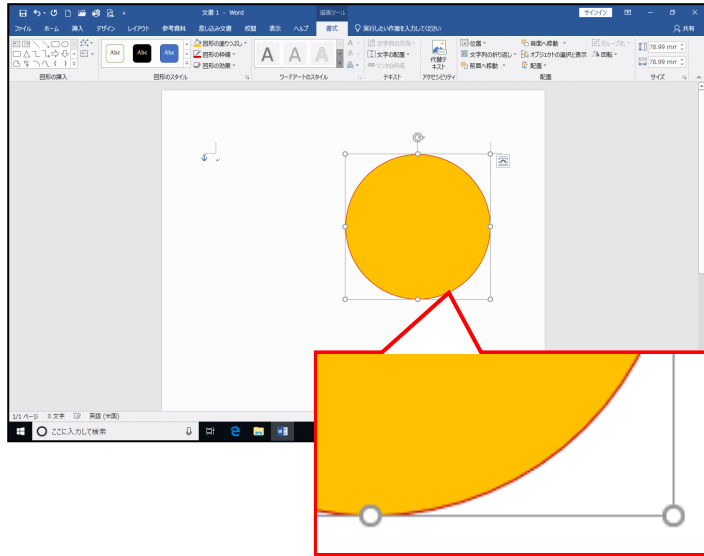 文書 1 - Word
描画ツール
サインイン
ファイル ホーム 挿入 デザイン レイアウト 参考資料 差し込み文書 校閲 表示 ヘルプ 書式 実行したい作業を入力してください 共有
図形の塗りつぶし
図形の枠線
図形の効果
Abc Abc Abc
A A A
文字列の方向
文字の配置
リンクの作成
代替テキスト
位置
文字列の折り返し
前面へ移動
背面へ移動
オブジェクトの選択と表示
配置
グループ化
回転
78.99 mm
78.99 mm
図形の挿入 図形のスタイル ワードアートのスタイル テキスト アクセシビリティ 配置 サイズ
1/1 ページ 0 文字 英語 (米国)
ここに入力して検索